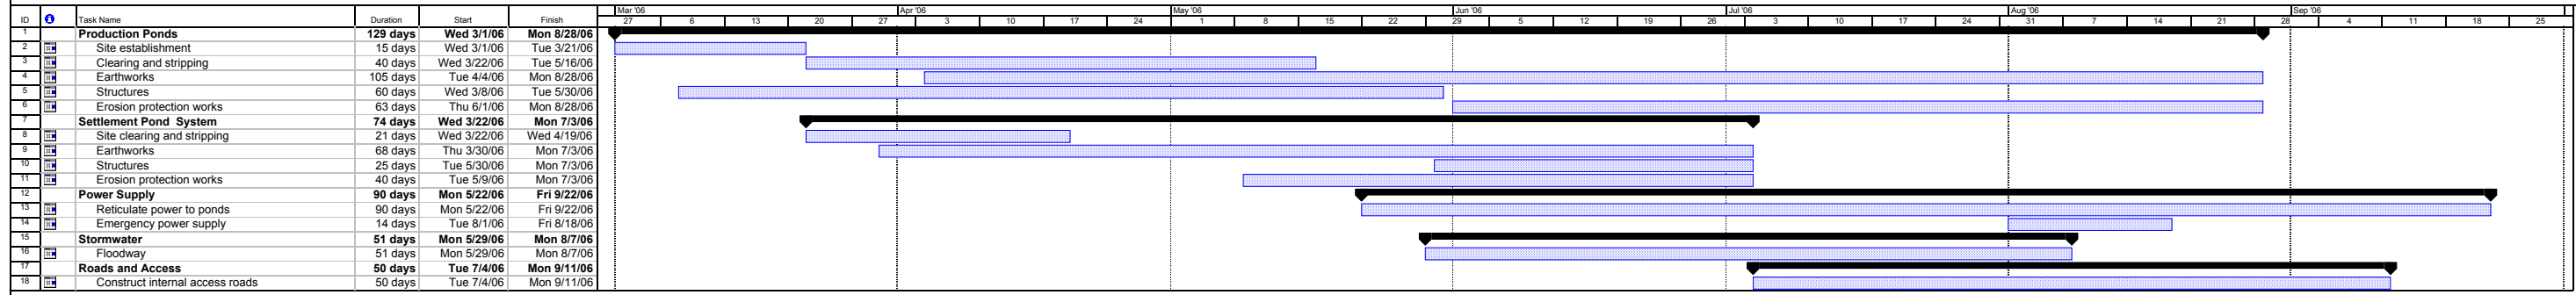 Mar '06 Apr '06 May '06 Jun '06 Jul '06 Aug '06 Sep '06
ID Task Name Duration Start Finish 27 6 13 20 27 3 10 17 24 1 8 15 22 29 5 12 19 26 3 10 17 24 31 7 14 21 28 4 11 18 25
1 Production Ponds 129 days Wed 3/1/06 Mon 8/28/06
2 Site establishment 15 days Wed 3/1/06 Tue 3/21/06
3 Clearing and stripping 40 days Wed 3/22/06 Tue 5/16/06
4 Earthworks 105 days Tue 4/4/06 Mon 8/28/06
5 Structures 60 days Wed 3/8/06 Tue 5/30/06
6 Erosion protection works 63 days Thu 6/1/06 Mon 8/28/06
7 Settlement Pond System 74 days Wed 3/22/06 Mon 7/3/06
8 Site clearing and stripping 21 days Wed 3/22/06 Wed 4/19/06
9 Earthworks 68 days Thu 3/30/06 Mon 7/3/06
10 Structures 25 days Tue 5/30/06 Mon 7/3/06
11 Erosion protection works 40 days Tue 5/9/06 Mon 7/3/06
12 Power Supply 90 days Mon 5/22/06 Fri 9/22/06
13 Reticulate power to ponds 90 days Mon 5/22/06 Fri 9/22/06
14 Emergency power supply 14 days Tue 8/1/06 Fri 8/18/06
15 Stormwater 51 days Mon 5/29/06 Mon 8/7/06
16 Floodway 51 days Mon 5/29/06 Mon 8/7/06
17 Roads and Access 50 days Tue 7/4/06 Mon 9/11/06
18 Construct internal access roads 50 days Tue 7/4/06 Mon 9/11/06